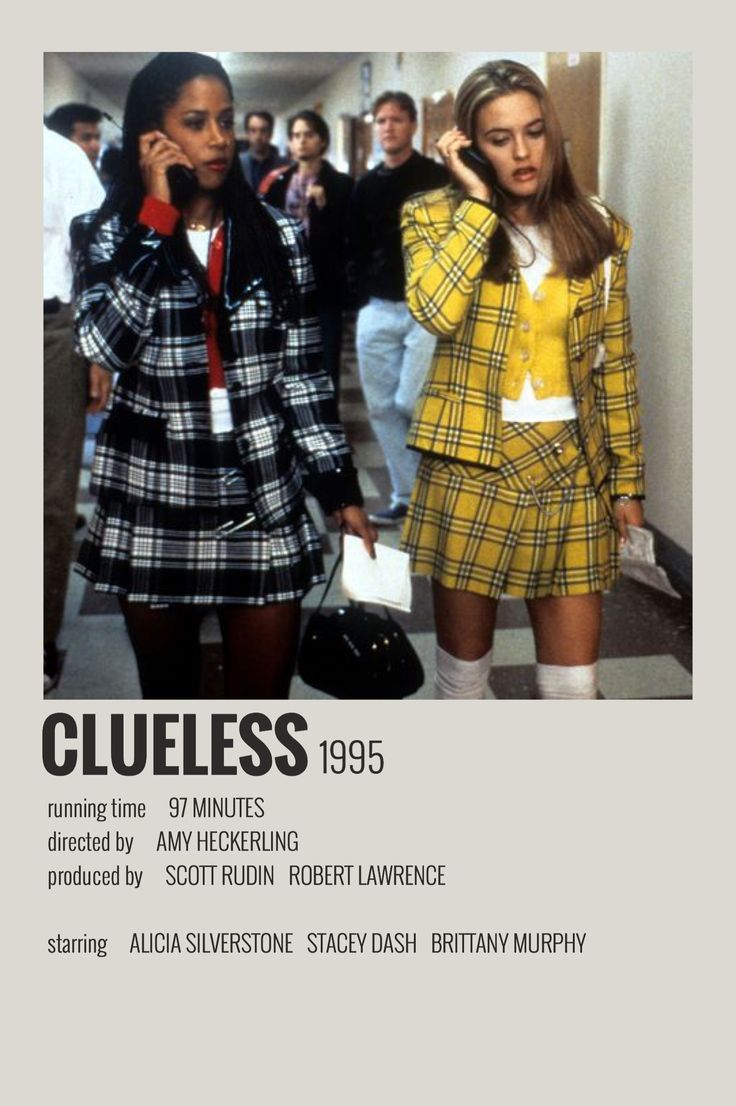 CLUELESS 1995
running time 97 MINUTES
directed by AMY HECKERLING
produced by SCOTT RUDIN ROBERT LAWRENCE
starring ALICIA SILVERSTONE STACEY DASH BRITTANY MURPHY